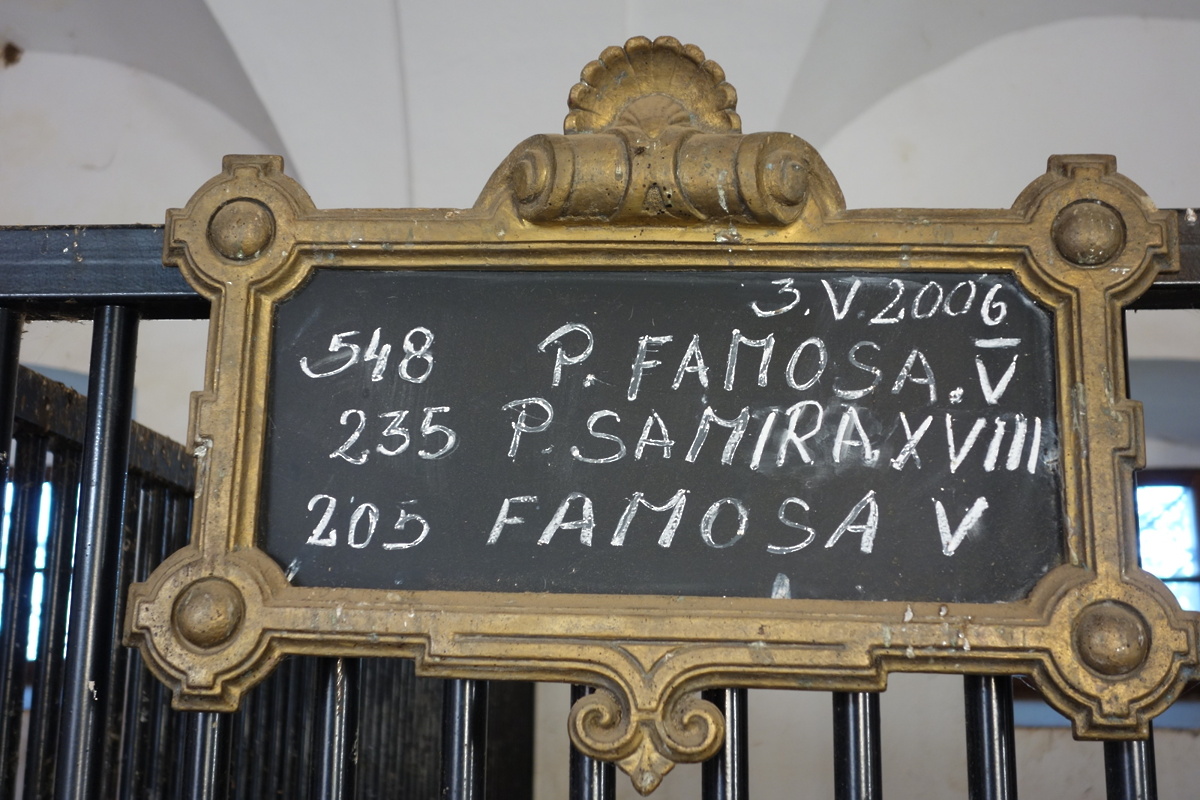 3.V.2006
548 P. FAMOSA. V
235 P. SAMIRA XVIII
205 FAMOSA V